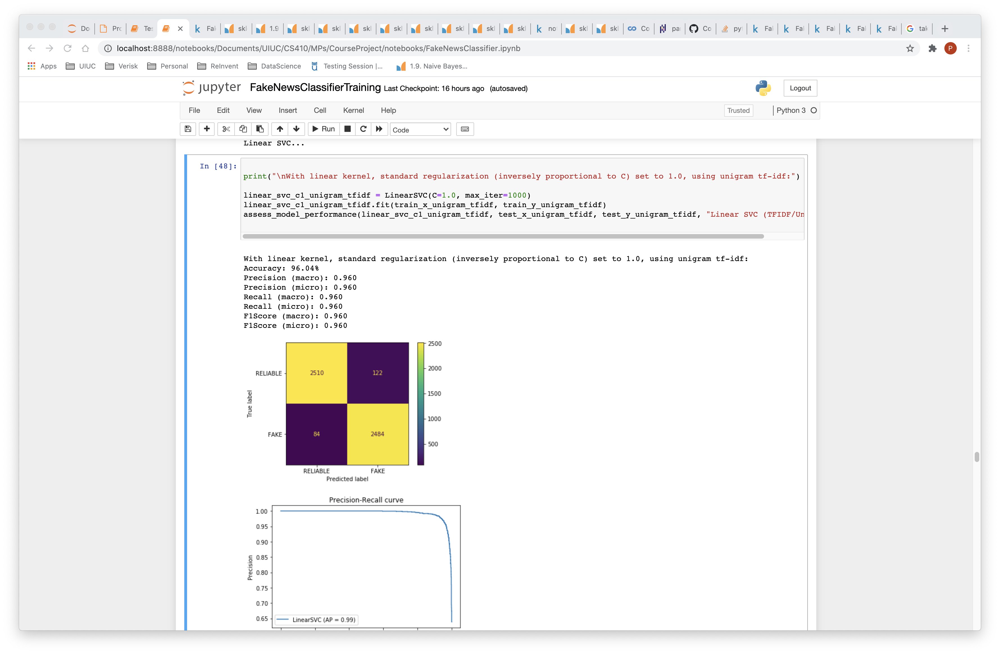 Do
Pro
Tes
Fak
skl
1.9
skl
skl
skl
skl
skl
skl
skl
skl
no
skl
skl
Co
pa
Co
py
Fal
Fal
Fal
Fal
Fal
tak
localhost:8888/notebooks/Documents/UIUC/CS410/MPs/CourseProject/notebooks/FakeNewsClassifier.ipynb
P
Apps UIUC Verisk Personal ReInvent DataScience Testing Session |... 1.9. Naive Bayes...
jupyter FakeNewsClassifierTraining Last Checkpoint: 16 hours ago (autosaved)
Logout
File Edit View Insert Cell Kernel Help
Trusted
Python 3
Run
Code
Linear SVC...
In [48]:
print("\nWith linear kernel, standard regularization (inversely proportional to C) set to 1.0, using unigram tf-idf:")
linear_svc_c1_unigram_tfidf = LinearSVC(C=1.0, max_iter=1000)
linear_svc_c1_unigram_tfidf.fit(train_x_unigram_tfidf, train_y_unigram_tfidf)
assess_model_performance(linear_svc_c1_unigram_tfidf, test_x_unigram_tfidf, test_y_unigram_tfidf, "Linear SVC (TFIDF/Un
With linear kernel, standard regularization (inversely proportional to C) set to 1.0, using unigram tf-idf:
Accuracy: 96.04%
Precision (macro): 0.960
Precision (micro): 0.960
Recall (macro): 0.960
Recall (micro): 0.960
F1Score (macro): 0.960
F1Score (micro): 0.960
RELIABLE
FAKE
True label
2510
122
84
2484
RELIABLE
FAKE
Predicted label
2500
2000
1500
1000
500
Precision-Recall curve
1.00
0.95
0.90
0.85
0.80
0.75
0.70
0.65
Precision
LinearSVC (AP = 0.99)